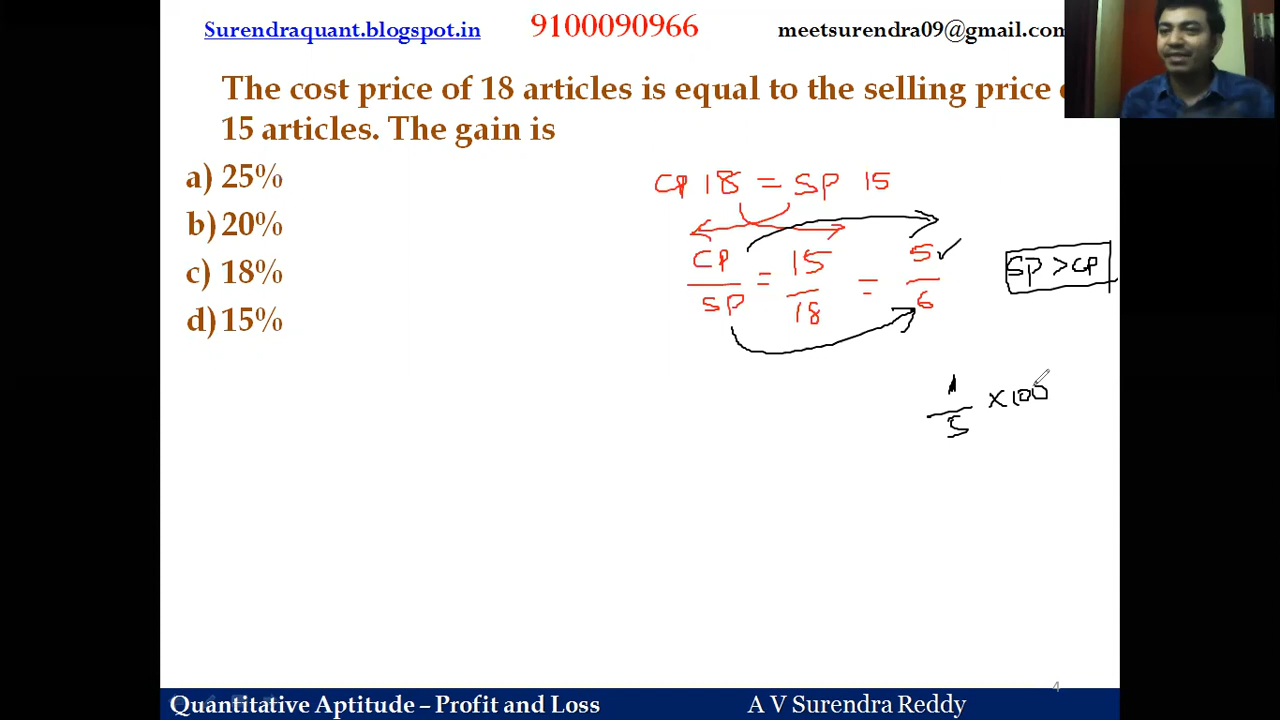 Surendraquant.blogspot.in 9100090966 meetsurendra09@gmail.com
The cost price of 18 articles is equal to the selling price
15 articles. The gain is
a) 25%
b) 20%
c) 18%
d) 15%
CP 18 = SP 15
CP/SP = 15/18 = 5/6 ✓
SP > CP
1/5 × 100
4
Quantitative Aptitude – Profit and Loss A V Surendra Reddy